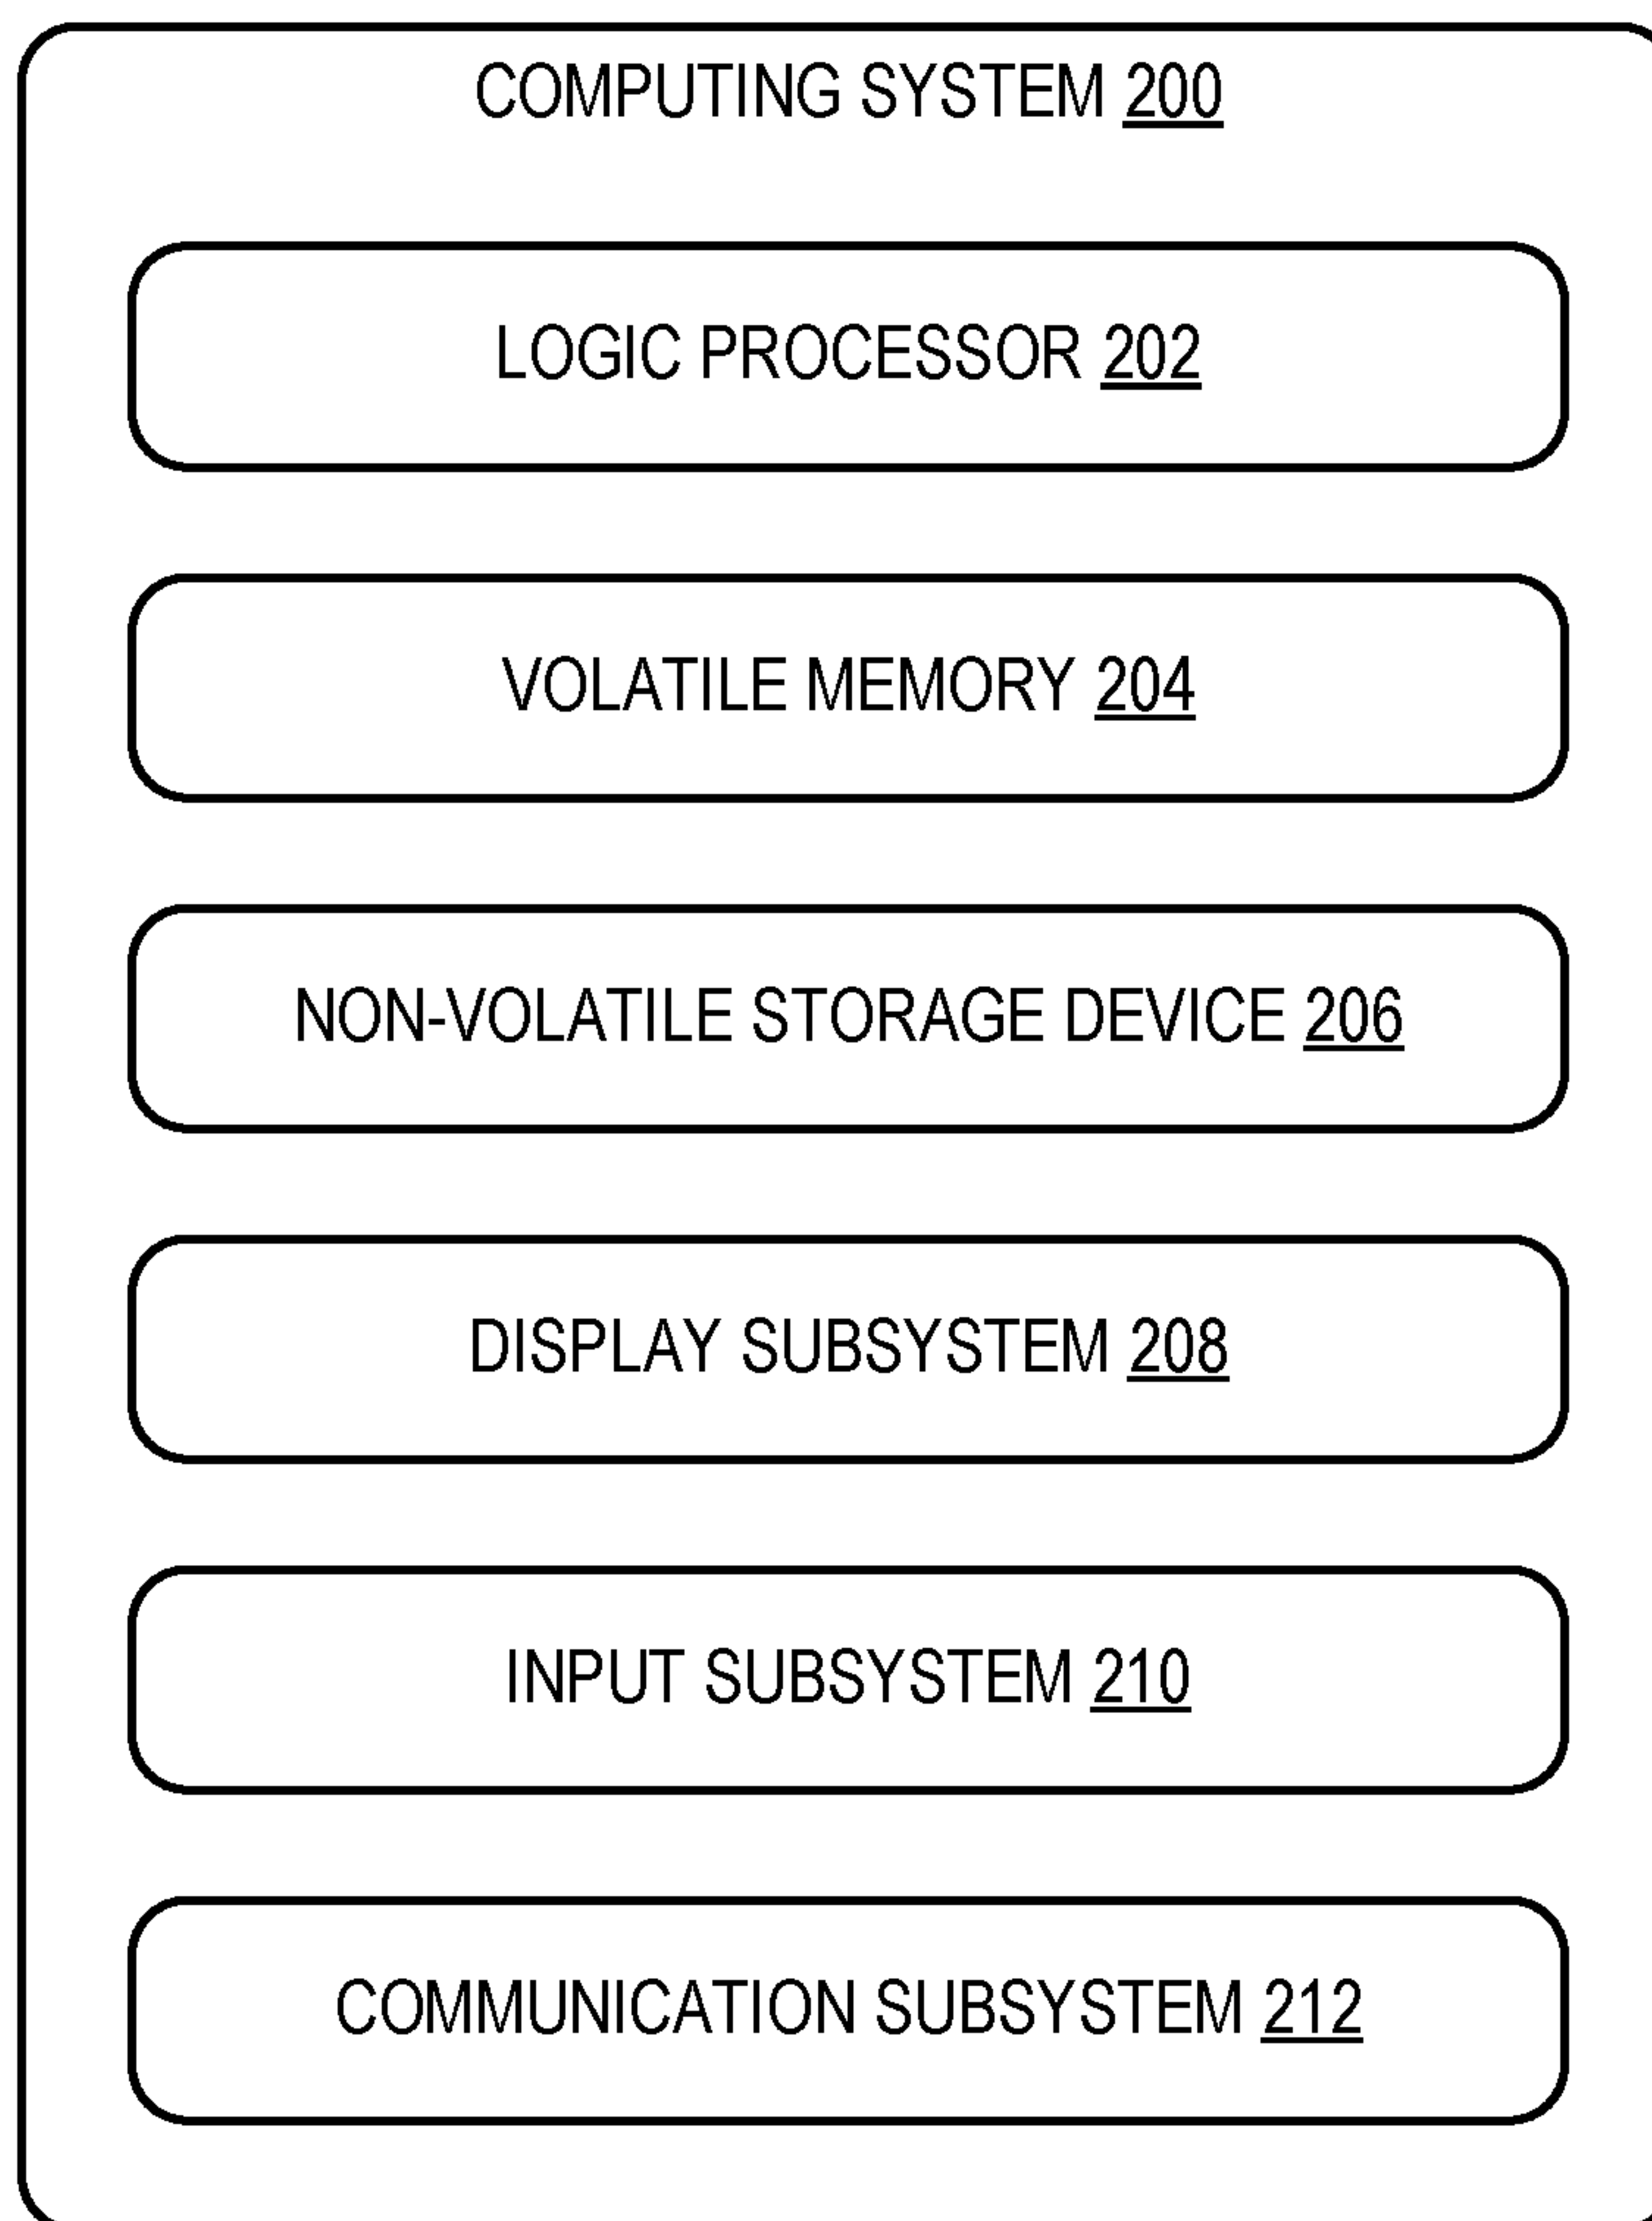 COMPUTING SYSTEM 200
LOGIC PROCESSOR 202
VOLATILE MEMORY 204
NON-VOLATILE STORAGE DEVICE 206
DISPLAY SUBSYSTEM 208
INPUT SUBSYSTEM 210
COMMUNICATION SUBSYSTEM 212